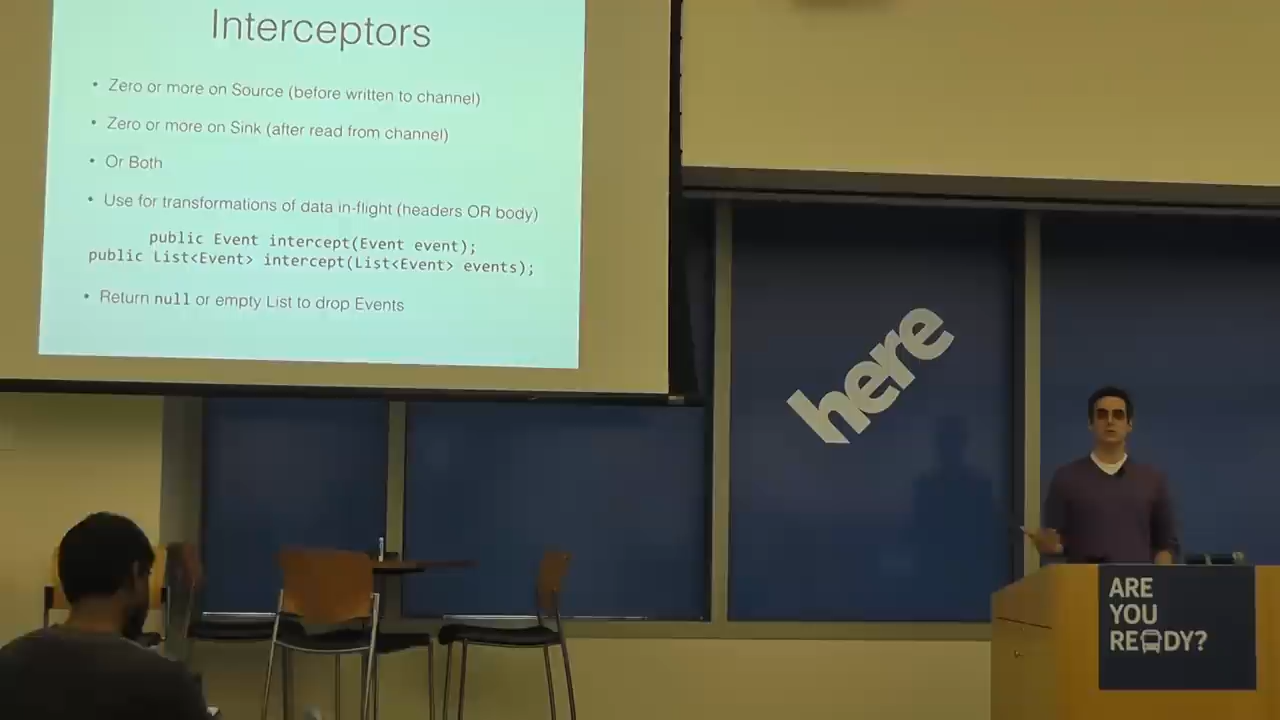 Interceptors
• Zero or more on Source (before written to channel)
• Zero or more on Sink (after read from channel)
• Or Both
• Use for transformations of data in-flight (headers OR body)
public Event intercept(Event event);
public List<Event> intercept(List<Event> events);
• Return null or empty List to drop Events
here
ARE
YOU
READY?